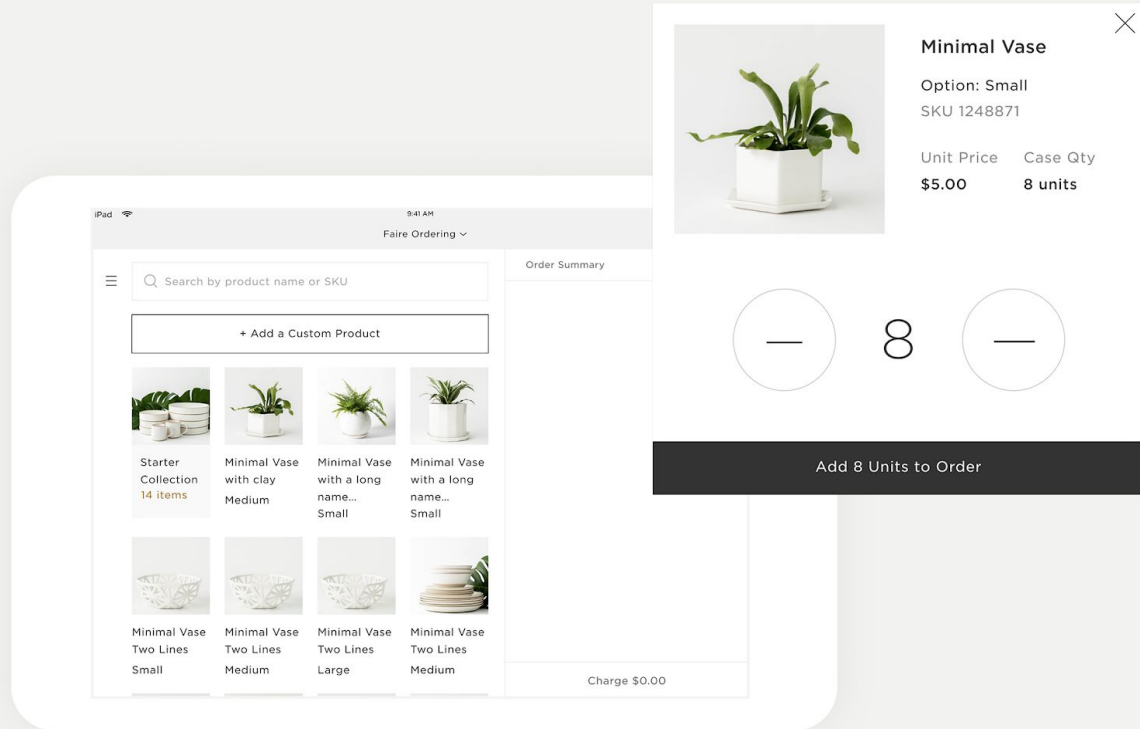 Minimal Vase
Option: Small
SKU 1248871
Unit Price Case Qty
$5.00 8 units
8
Add 8 Units to Order
iPad 9:41 AM
Faire Ordering
Search by product name or SKU
+ Add a Custom Product
Starter
Collection
14 items
Minimal Vase
with clay
Medium
Minimal Vase
with a long
name...
Small
Minimal Vase
with a long
name...
Small
Minimal Vase
Two Lines
Small
Minimal Vase
Two Lines
Medium
Minimal Vase
Two Lines
Large
Minimal Vase
Two Lines
Medium
Order Summary
Charge $0.00